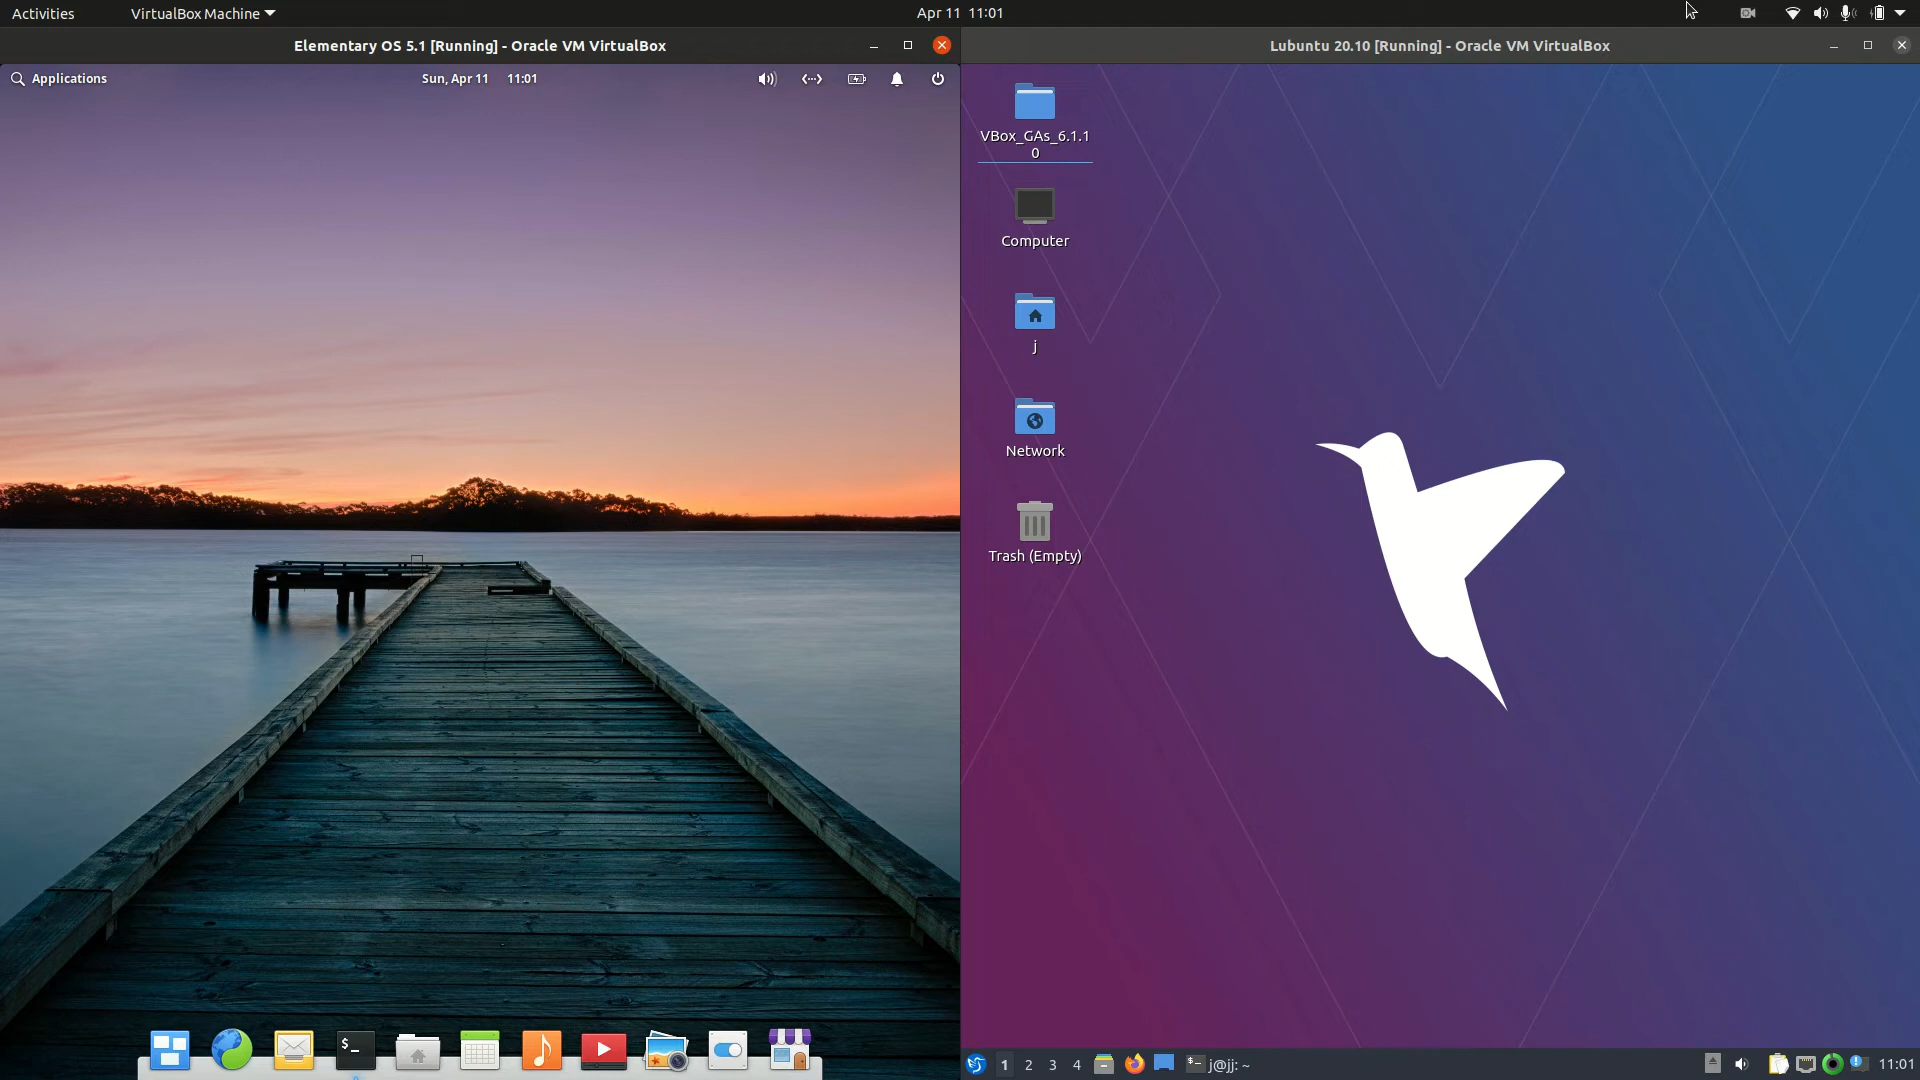 Activities
VirtualBox Machine
Apr 11 11:01
Elementary OS 5.1 [Running] - Oracle VM VirtualBox
Lubuntu 20.10 [Running] - Oracle VM VirtualBox
Applications
Sun, Apr 11 11:01
VBox_GAs_6.1.1
0
Computer
j
Network
Trash (Empty)
$_
1 2 3 4
j@jj: ~
11:01